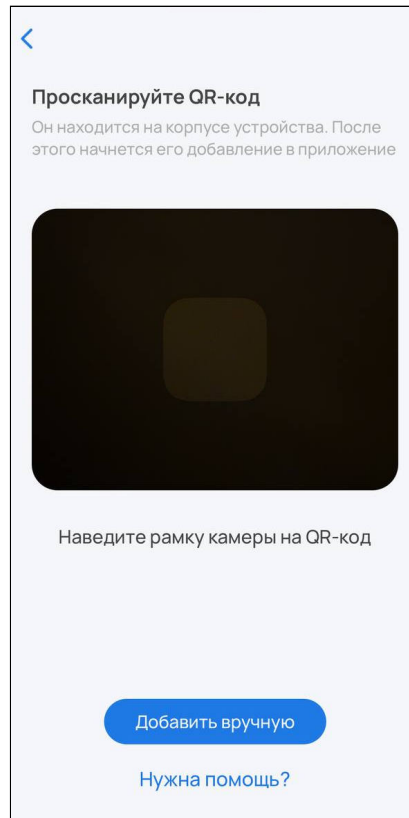 Просканируйте QR-код
Он находится на корпусе устройства. После
этого начнется его добавление в приложение
Наведите рамку камеры на QR-код
Добавить вручную
Нужна помощь?